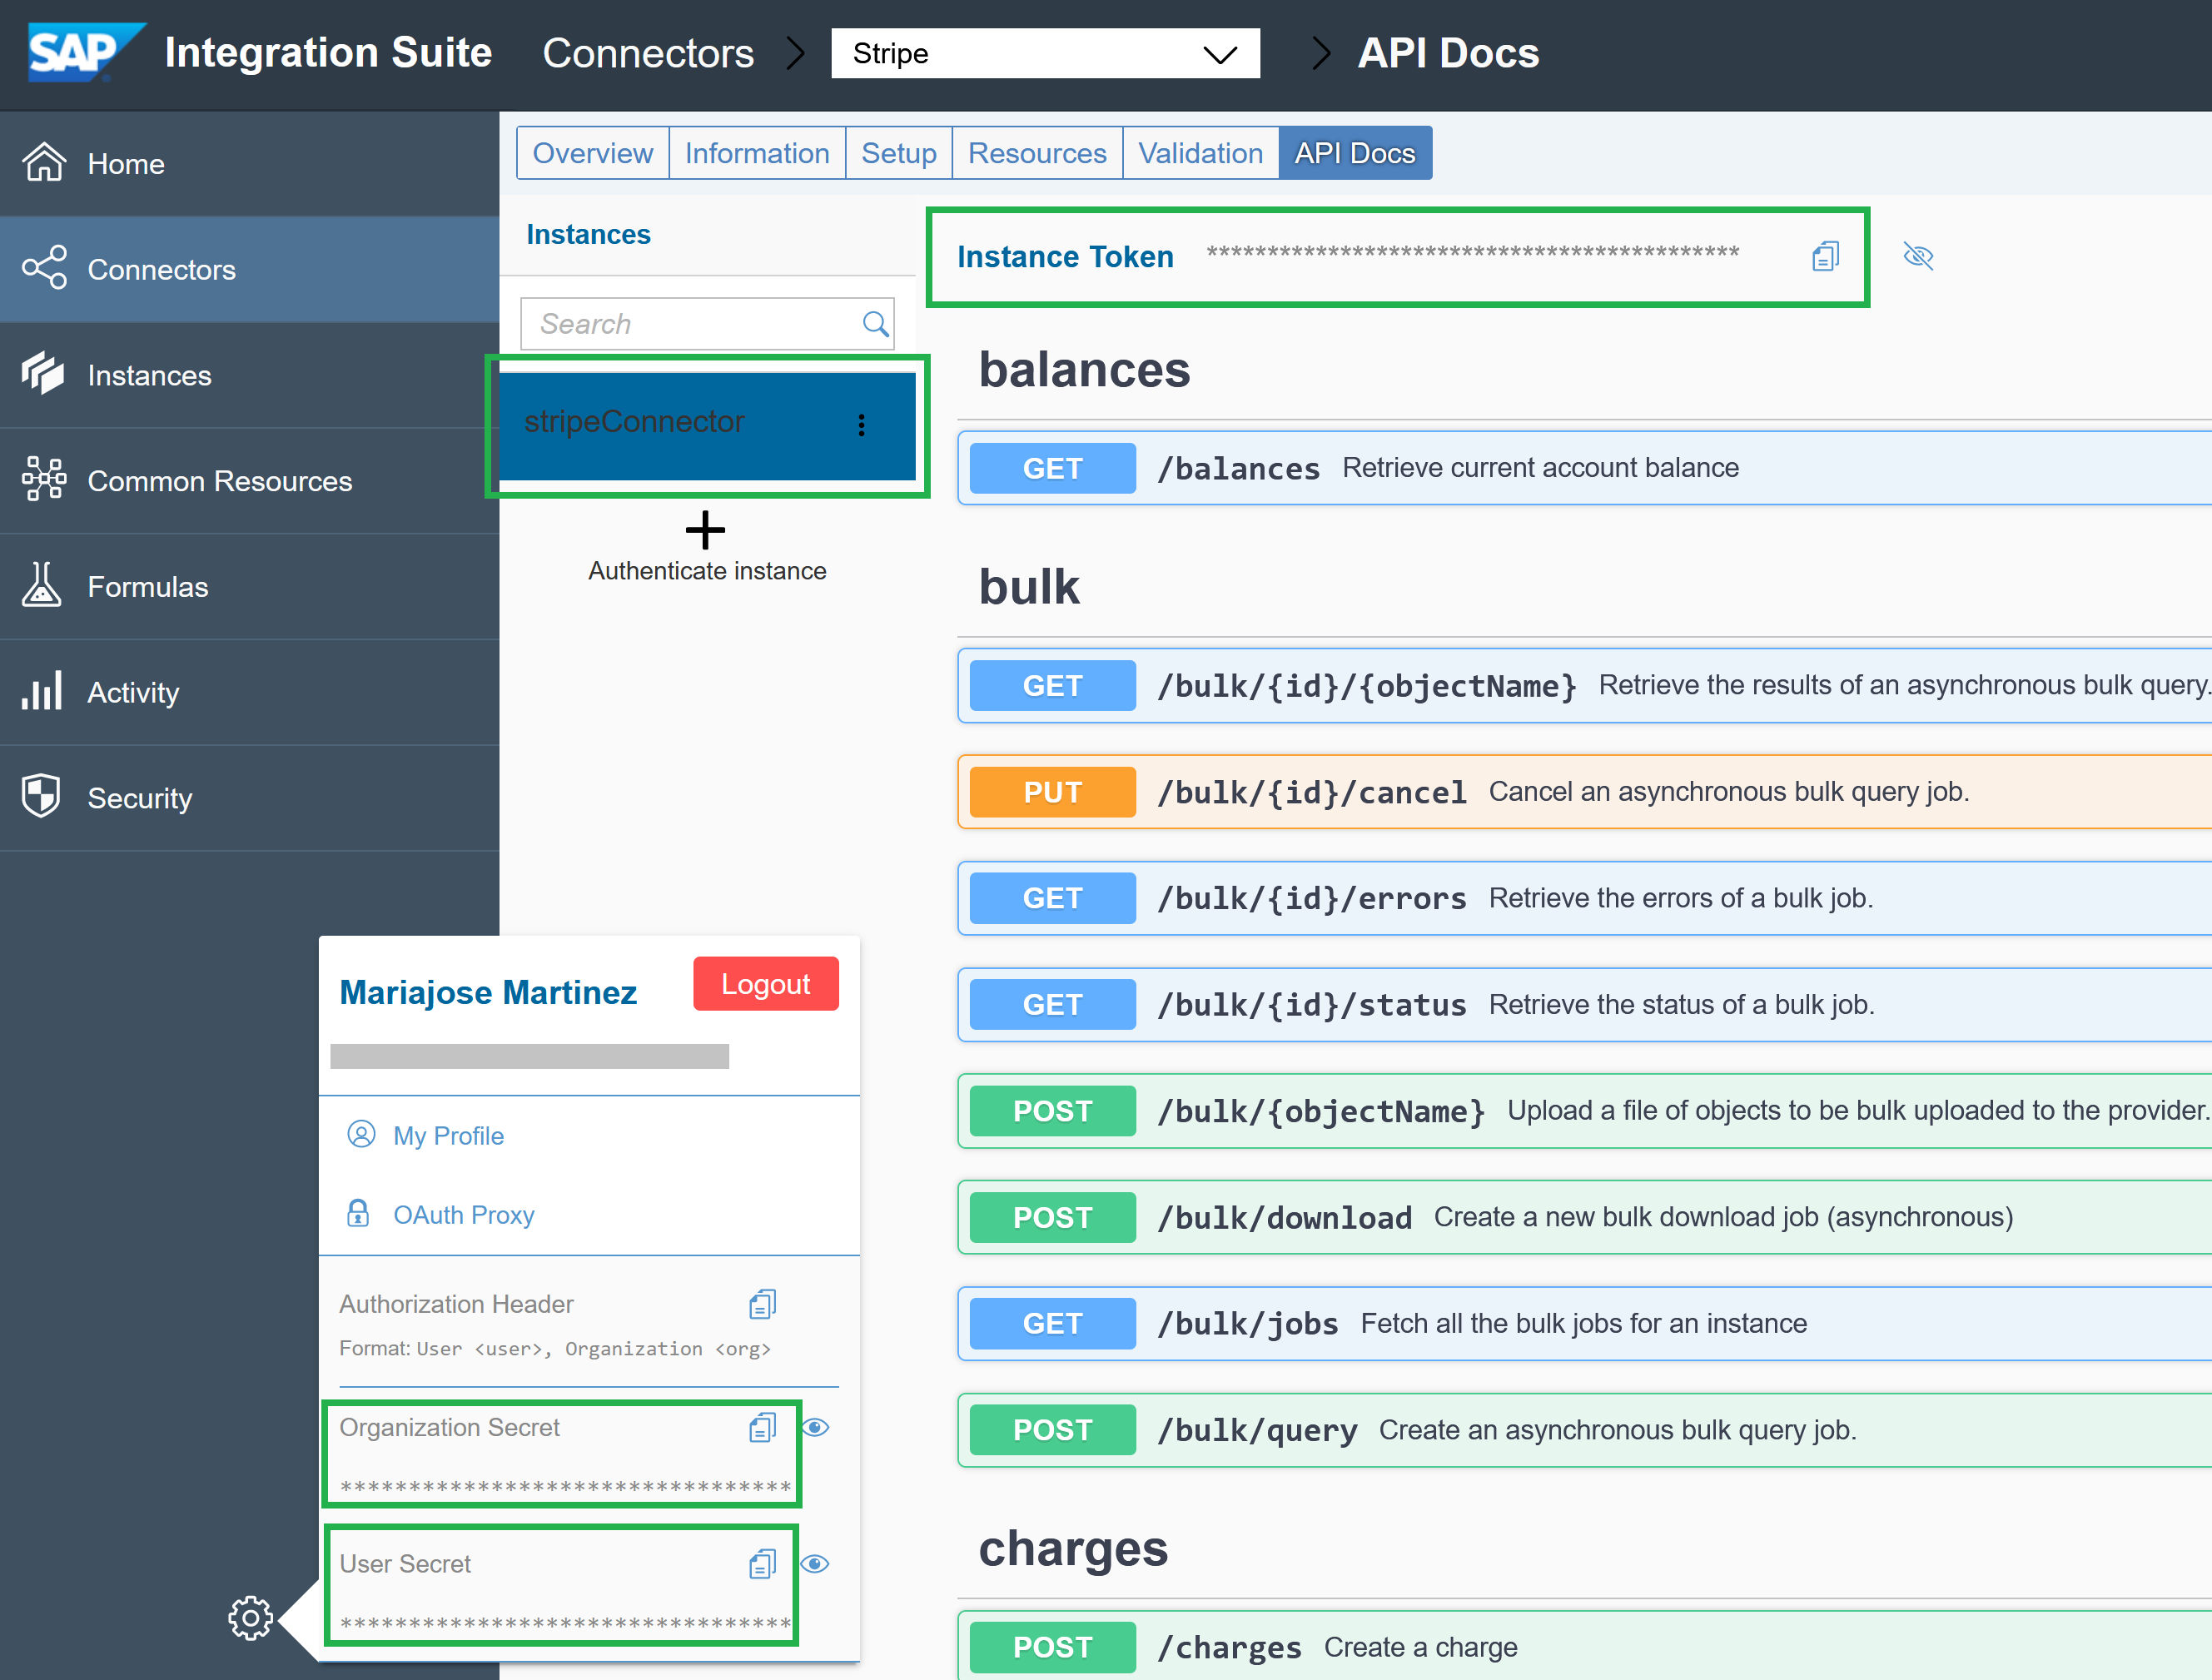 SAP Integration Suite Connectors Stripe API Docs
Home
Connectors
Instances
Common Resources
Formulas
Activity
Security
Overview Information Setup Resources Validation API Docs
Instances
Search
stripeConnector
Authenticate instance
Instance Token ********************************************
balances
GET /balances Retrieve current account balance
bulk
GET /bulk/{id}/{objectName} Retrieve the results of an asynchronous bulk query.
PUT /bulk/{id}/cancel Cancel an asynchronous bulk query job.
GET /bulk/{id}/errors Retrieve the errors of a bulk job.
GET /bulk/{id}/status Retrieve the status of a bulk job.
POST /bulk/{objectName} Upload a file of objects to be bulk uploaded to the provider.
POST /bulk/download Create a new bulk download job (asynchronous)
GET /bulk/jobs Fetch all the bulk jobs for an instance
POST /bulk/query Create an asynchronous bulk query job.
charges
POST /charges Create a charge
Mariajose Martinez Logout
My Profile
OAuth Proxy
Authorization Header
Format: User <user>, Organization <org>
Organization Secret
*********************************
User Secret
*********************************